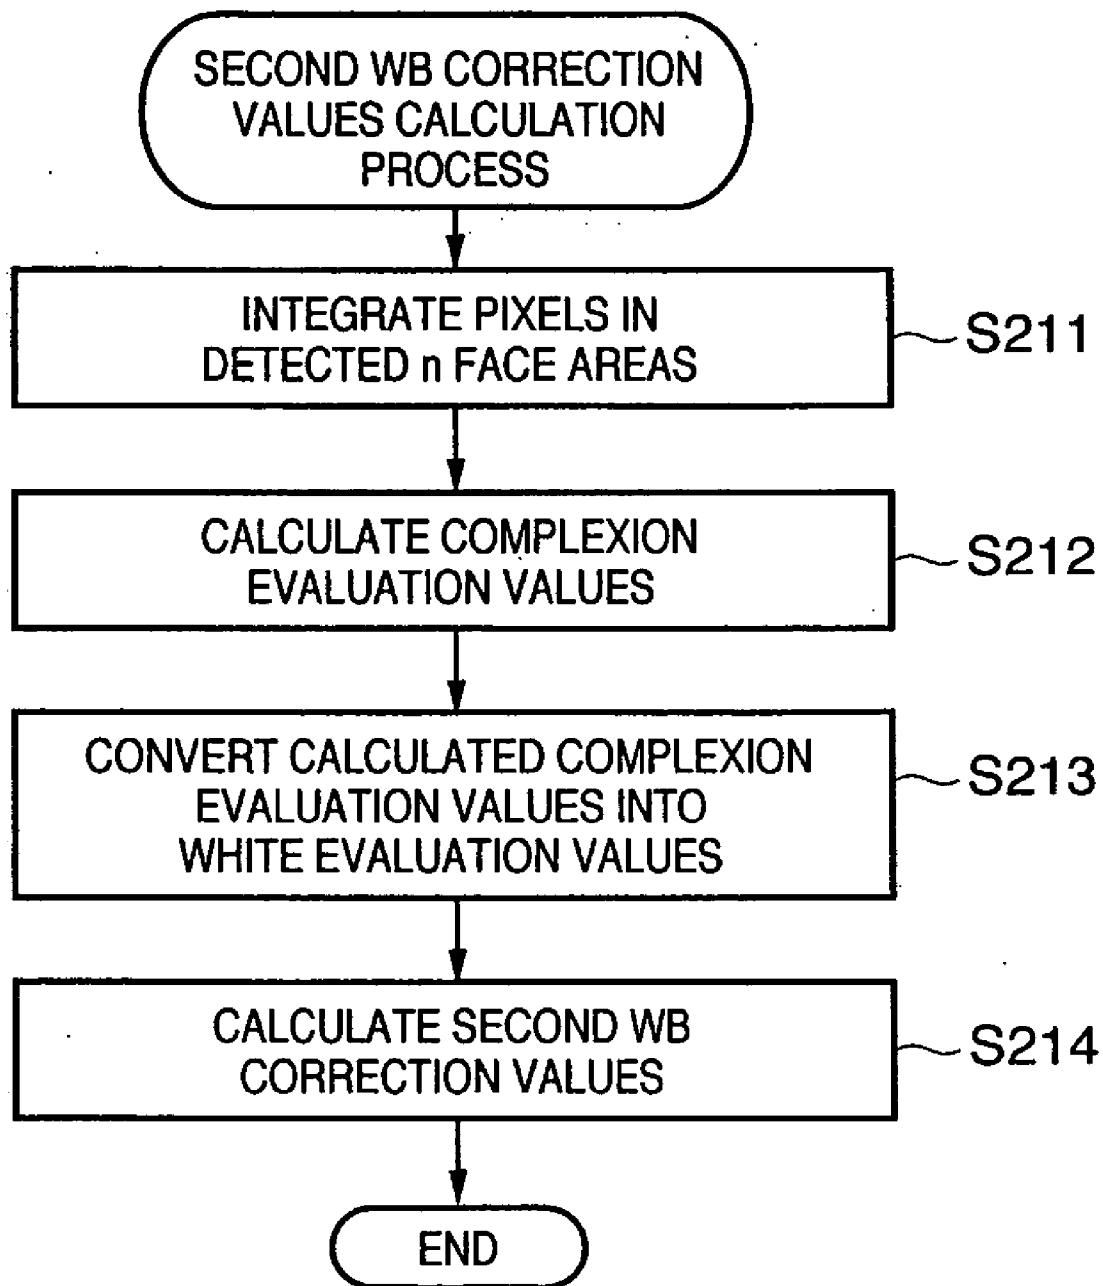 SECOND WB CORRECTION
VALUES CALCULATION
PROCESS
INTEGRATE PIXELS IN
DETECTED n FACE AREAS
S211
CALCULATE COMPLEXION
EVALUATION VALUES
S212
CONVERT CALCULATED COMPLEXION
EVALUATION VALUES INTO
WHITE EVALUATION VALUES
S213
CALCULATE SECOND WB
CORRECTION VALUES
S214
END